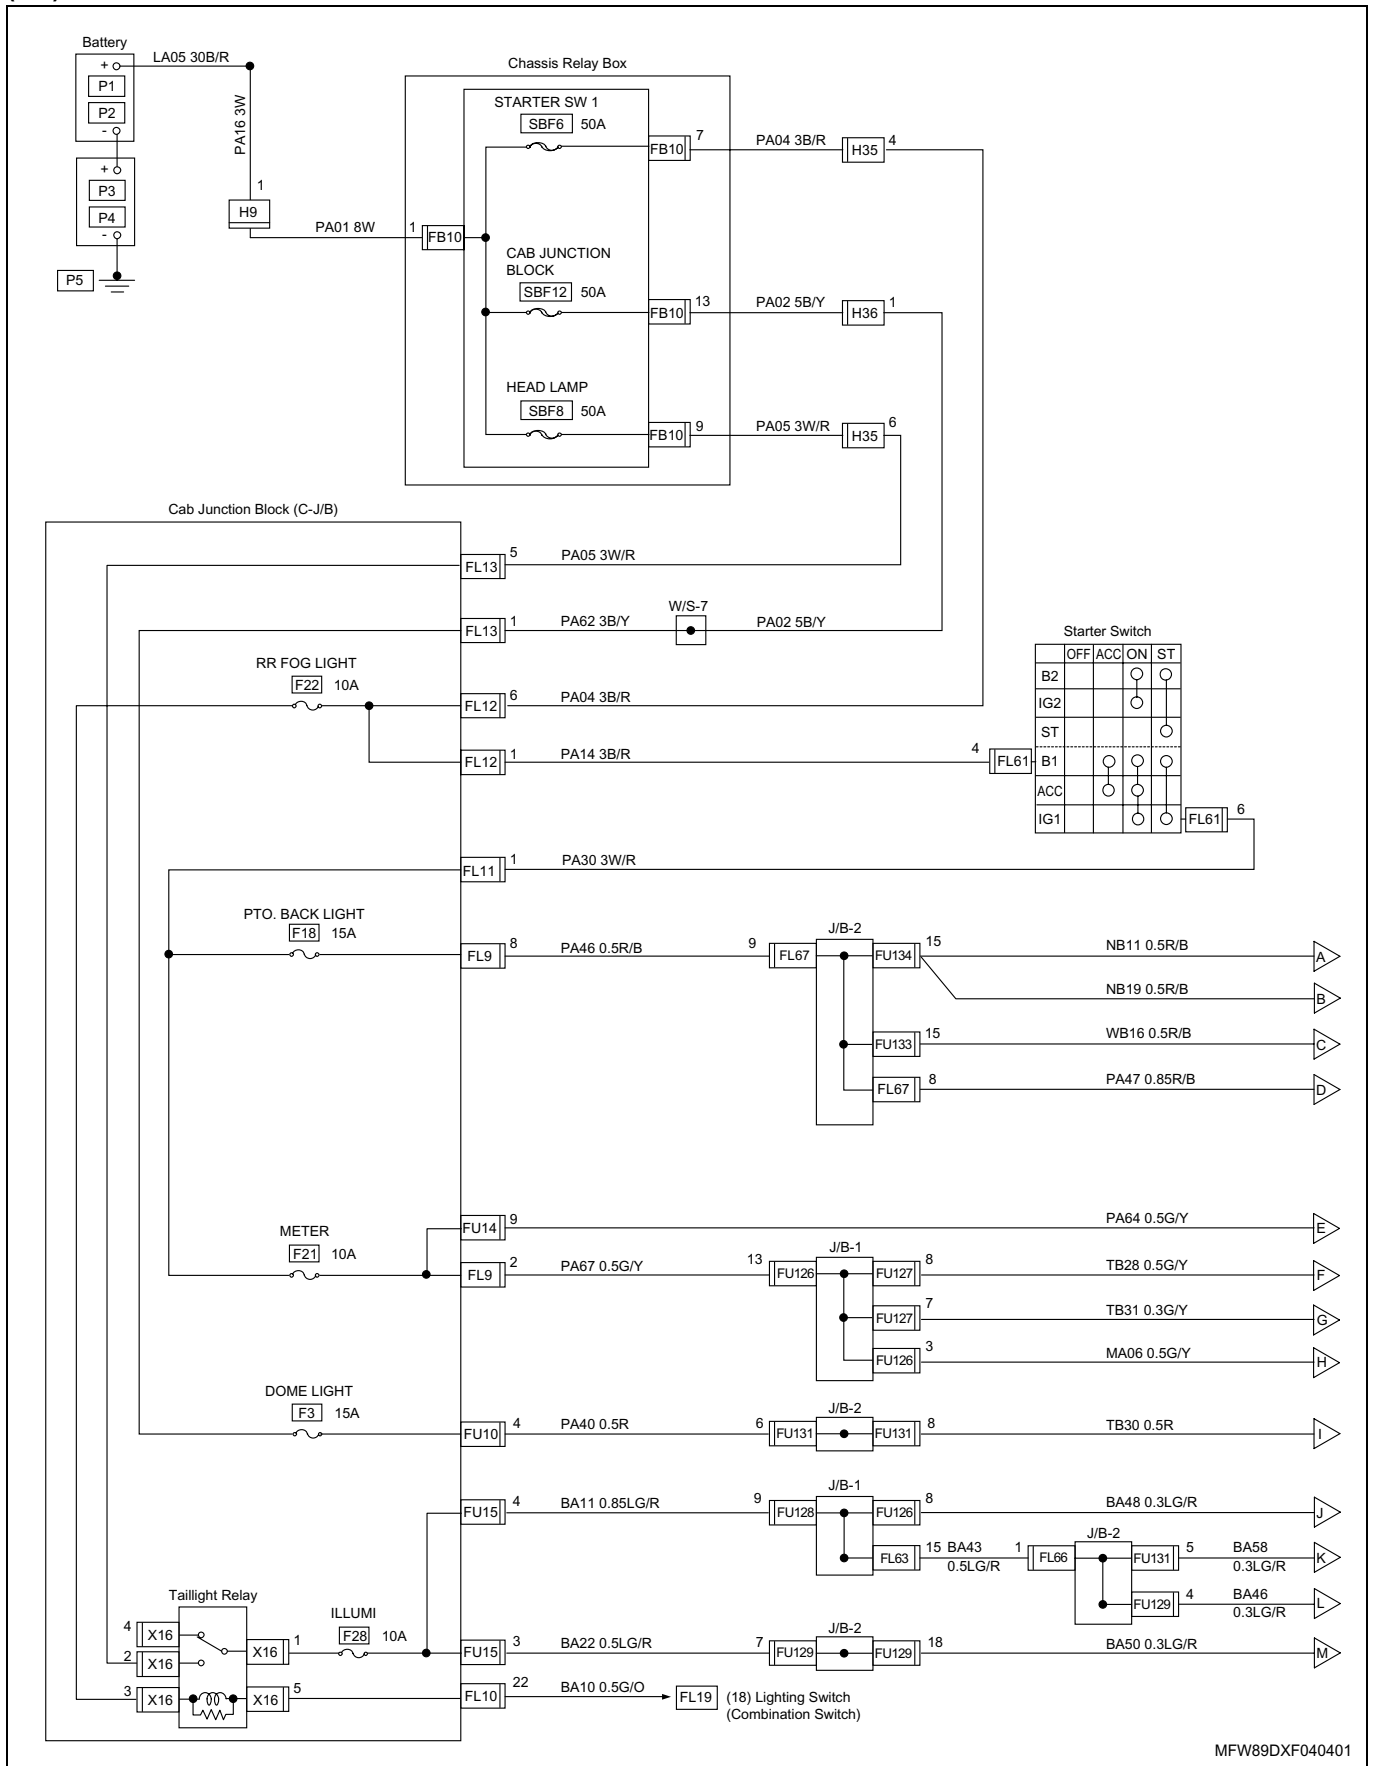 Battery
LA05 30B/R
+
P1
P2
-
+
P3
P4
-
P5
PA16 3W
1
H9
PA01 8W
1
FB10
Chassis Relay Box
STARTER SW 1
SBF6 50A
FB10
7
PA04 3B/R
H35
4
CAB JUNCTION
BLOCK
SBF12 50A
FB10
13
PA02 5B/Y
H36
1
HEAD LAMP
SBF8 50A
FB10
9
PA05 3W/R
H35
6
Cab Junction Block (C-J/B)
FL13
5
PA05 3W/R
FL13
1
PA62 3B/Y
W/S-7
PA02 5B/Y
RR FOG LIGHT
F22 10A
FL12
6
PA04 3B/R
FL12
1
PA14 3B/R
4
FL61
Starter Switch
OFF ACC ON ST
B2
IG2
ST
B1
ACC
IG1
FL61
6
FL11
1
PA30 3W/R
PTO. BACK LIGHT
F18 15A
FL9
8
PA46 0.5R/B
9
FL67
J/B-2
FU134
15
NB11 0.5R/B
A
NB19 0.5R/B
B
FU133
15
WB16 0.5R/B
C
FL67
8
PA47 0.85R/B
D
METER
F21 10A
FU14
9
PA64 0.5G/Y
E
FL9
2
PA67 0.5G/Y
13
FU126
J/B-1
FU127
8
TB28 0.5G/Y
F
FU127
7
TB31 0.3G/Y
G
FU126
3
MA06 0.5G/Y
H
DOME LIGHT
F3 15A
FU10
4
PA40 0.5R
6
FU131
J/B-2
FU131
8
TB30 0.5R
I
FU15
4
BA11 0.85LG/R
9
FU128
J/B-1
FU126
8
BA48 0.3LG/R
J
FL63
15
BA43
0.5LG/R
1
FL66
J/B-2
FU131
5
BA58
0.3LG/R
K
FU129
4
BA46
0.3LG/R
L
Taillight Relay
4
X16
2
X16
3
X16
X16
1
X16
5
ILLUMI
F28 10A
FU15
3
BA22 0.5LG/R
7
FU129
J/B-2
FU129
18
BA50 0.3LG/R
M
FL10
22
BA10 0.5G/O
FL19
(18) Lighting Switch
(Combination Switch)
MFW89DXF040401